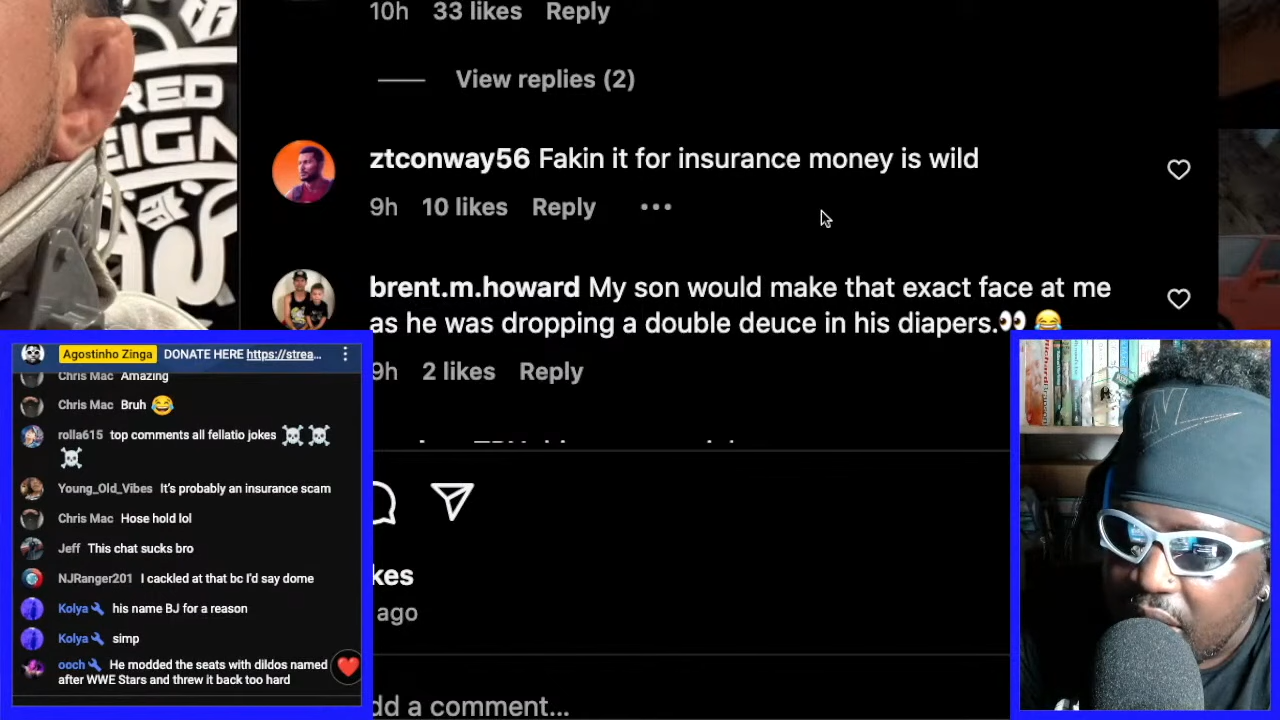 10h 33 likes Reply
View replies (2)
RED
EIGN
ztconway56 Fakin it for insurance money is wild
9h 10 likes Reply
brent.m.howard My son would make that exact face at me
as he was dropping a double deuce in his diapers.👀 😂
9h 2 likes Reply
kes
ago
dd a comment...
Agostinho Zinga DONATE HERE https://strea...
Chris Mac Amazing
Chris Mac Bruh 😂
rolla615 top comments all fellatio jokes ☠️ ☠️
☠️
Young_Old_Vibes It's probably an insurance scam
Chris Mac Hose hold lol
Jeff This chat sucks bro
NJRanger201 I cackled at that bc I'd say dome
Kolya his name BJ for a reason
Kolya simp
ooch He modded the seats with dildos named
after WWE Stars and threw it back too hard